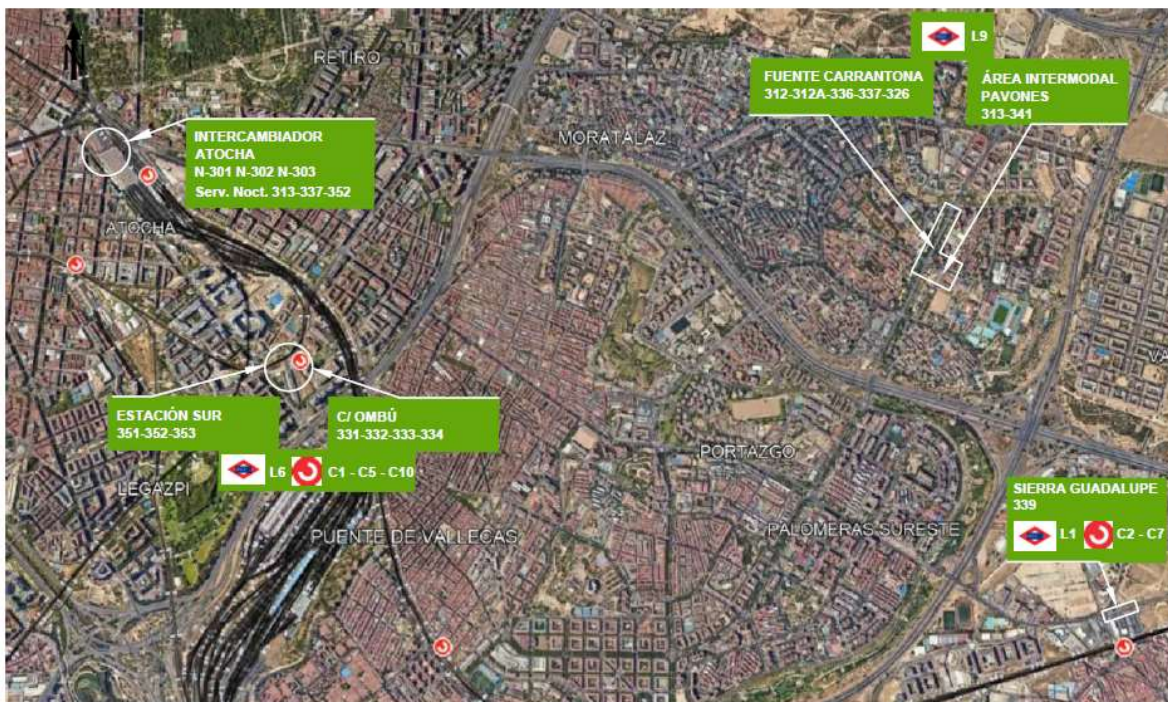 RETIRO
L9
FUENTE CARRANTONA
312-312A-336-337-326
ÁREA INTERMODAL
PAVONES
313-341
INTERCAMBIADOR
ATOCHA
N-301 N-302 N-303
Serv. Noct. 313-337-352
MORATALAZ
ATOCHA
VA
ESTACIÓN SUR
351-352-353
C/ OMBÚ
331-332-333-334
L6
C1 - C5 - C10
LEGAZPI
PORTAZGO
SIERRA GUADALUPE
339
L1
C2 - C7
PUENTE DE VALLECAS
PALOMERAS SURESTE